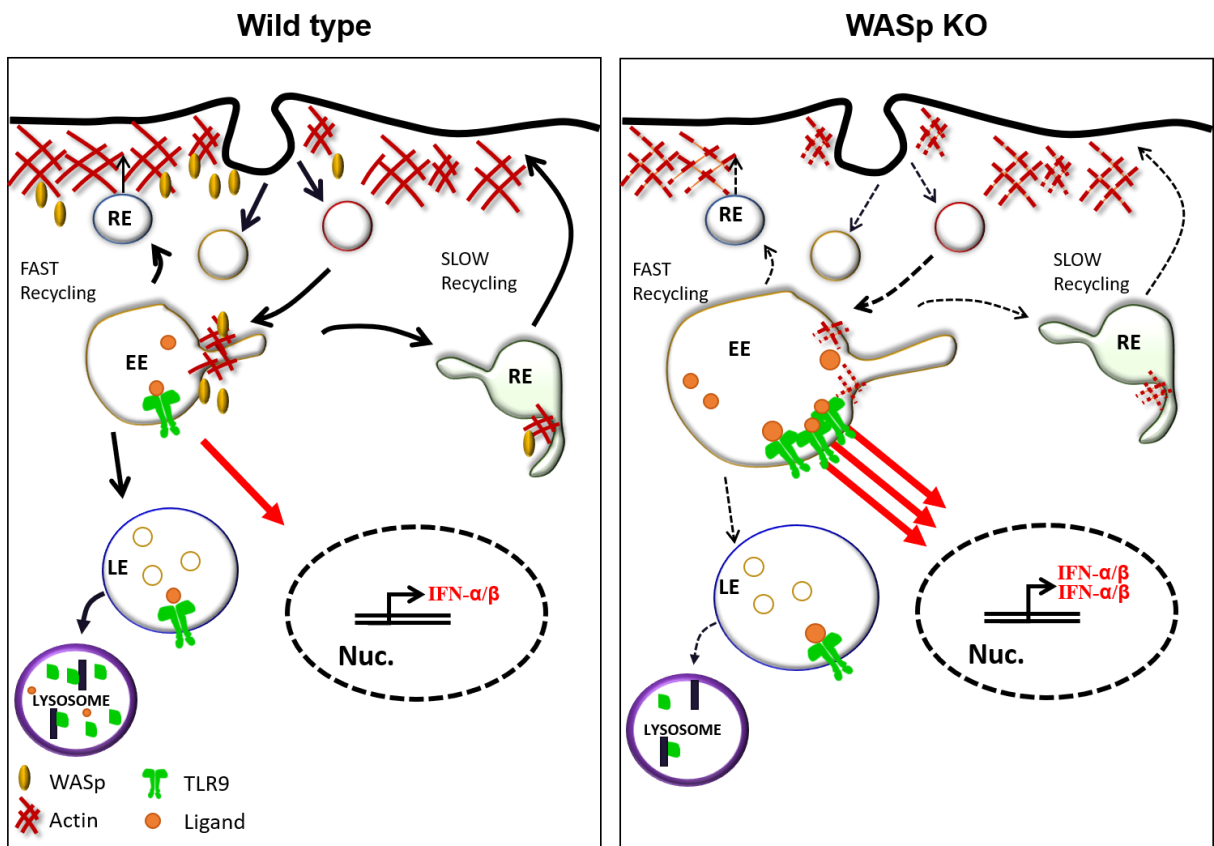 Wild type
RE
FAST
Recycling
SLOW
Recycling
EE
RE
LE
IFN-α/β
Nuc.
LYSOSOME
WASp
TLR9
Actin
Ligand
WASp KO
RE
FAST
Recycling
SLOW
Recycling
EE
RE
LE
IFN-α/β
IFN-α/β
Nuc.
LYSOSOME